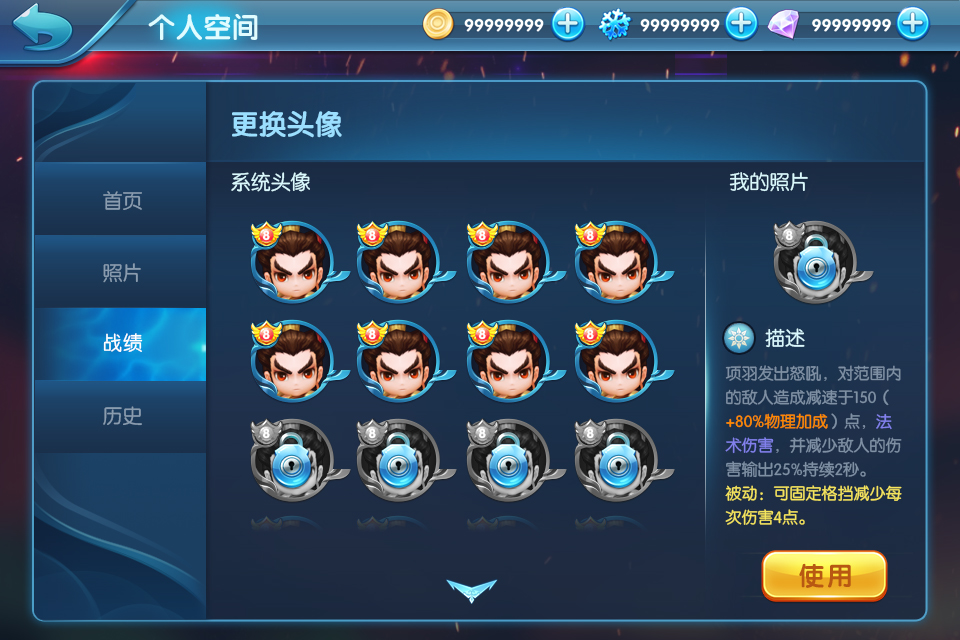 个人空间
99999999
99999999
99999999
更换头像
首页
照片
战绩
历史
系统头像
8 8 8 8
8 8 8 8
8 8 8 8
我的照片
8
描述
项羽发出怒吼，对范围内
的敌人造成减速于150（
+80%物理加成）点，法
术伤害，并减少敌人的伤
害输出25%持续2秒。
被动：可固定格挡减少每
次伤害4点。
使用